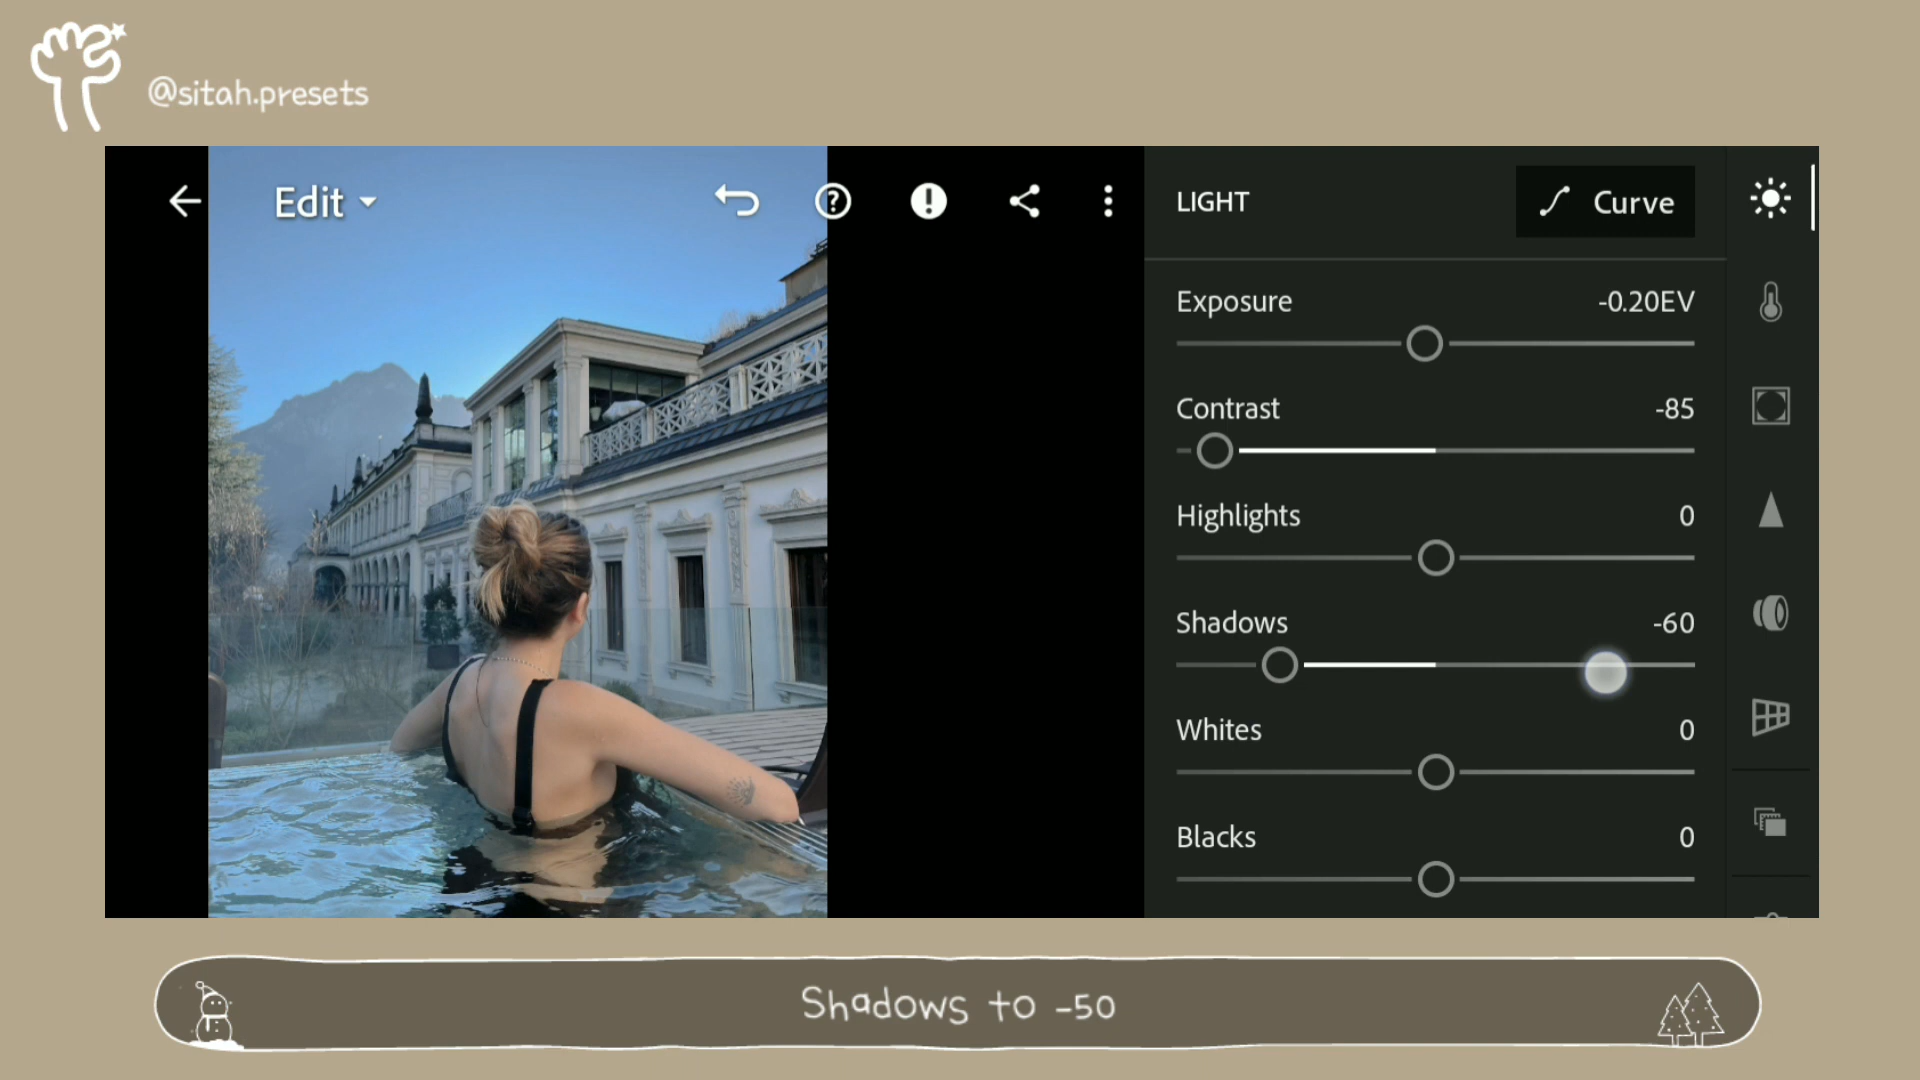 @sitah.presets
Edit
LIGHT
Curve
Exposure
-0.20EV
Contrast
-85
Highlights
0
Shadows
-60
Whites
0
Blacks
0
Shadows to -50